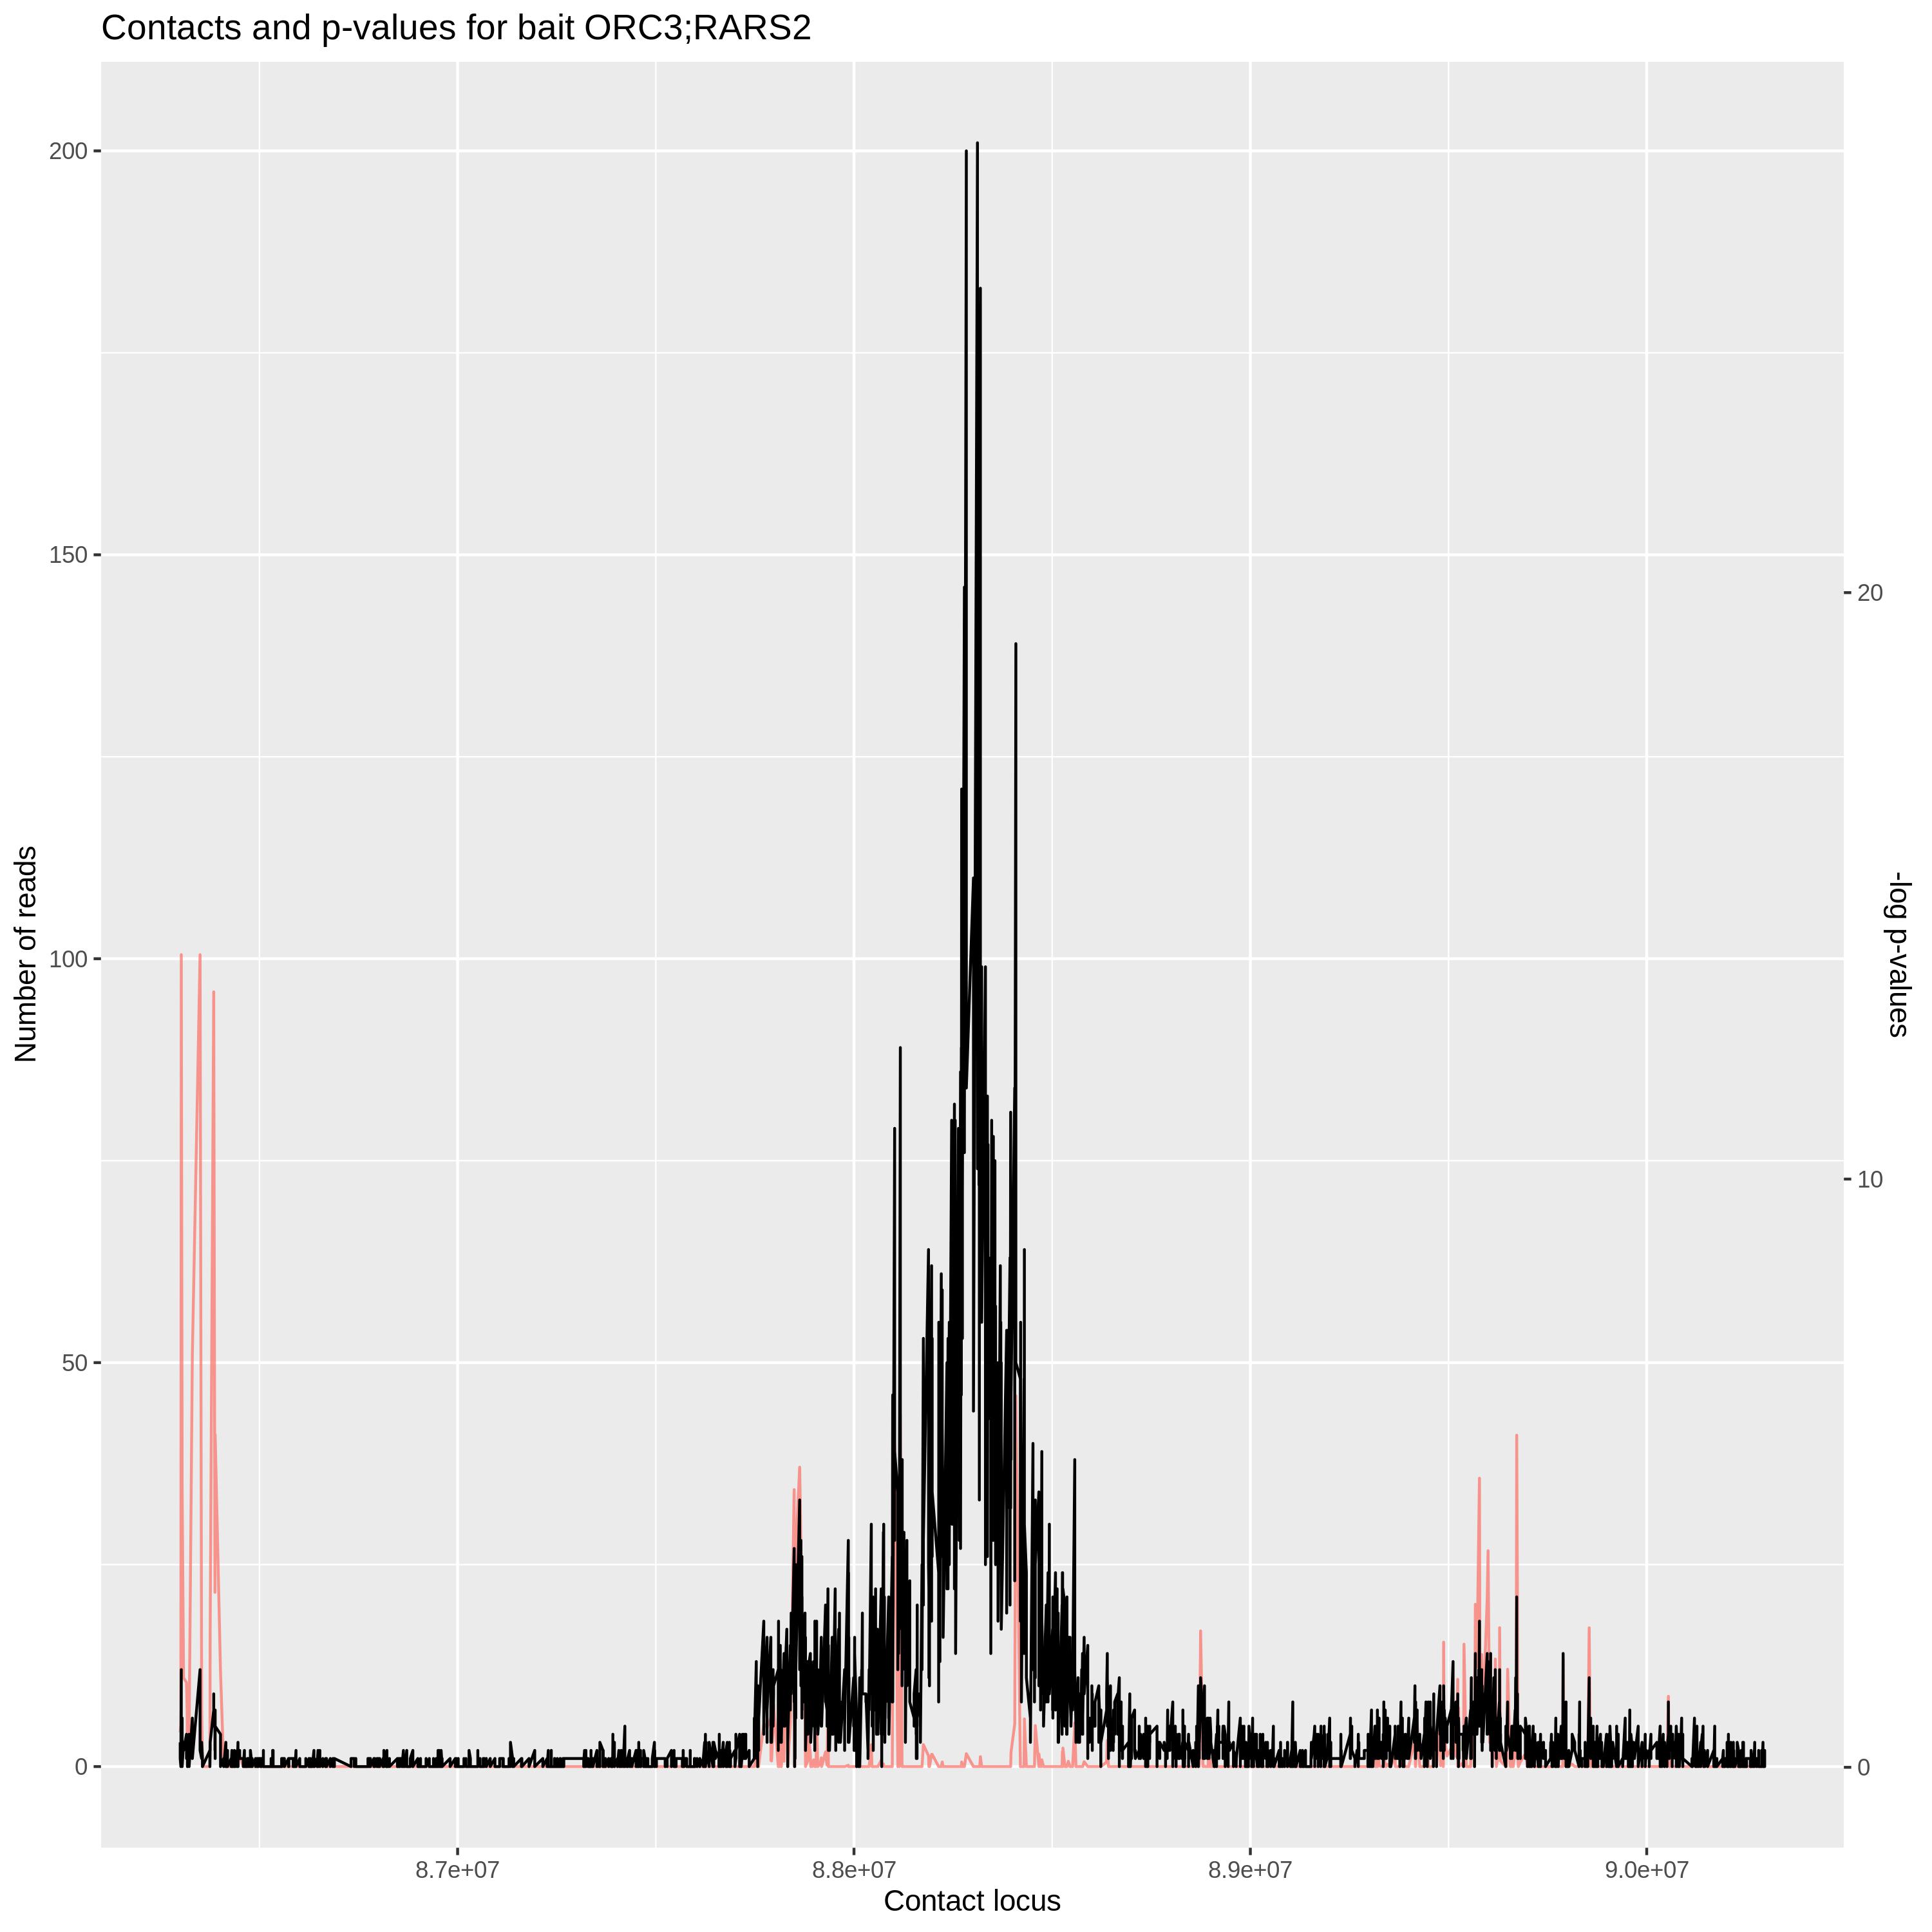 Contacts and p-values for bait ORC3;RARS2
200
150
100
50
0
Number of reads
20
10
0
-log p-values
8.7e+07
8.8e+07
8.9e+07
9.0e+07
Contact locus